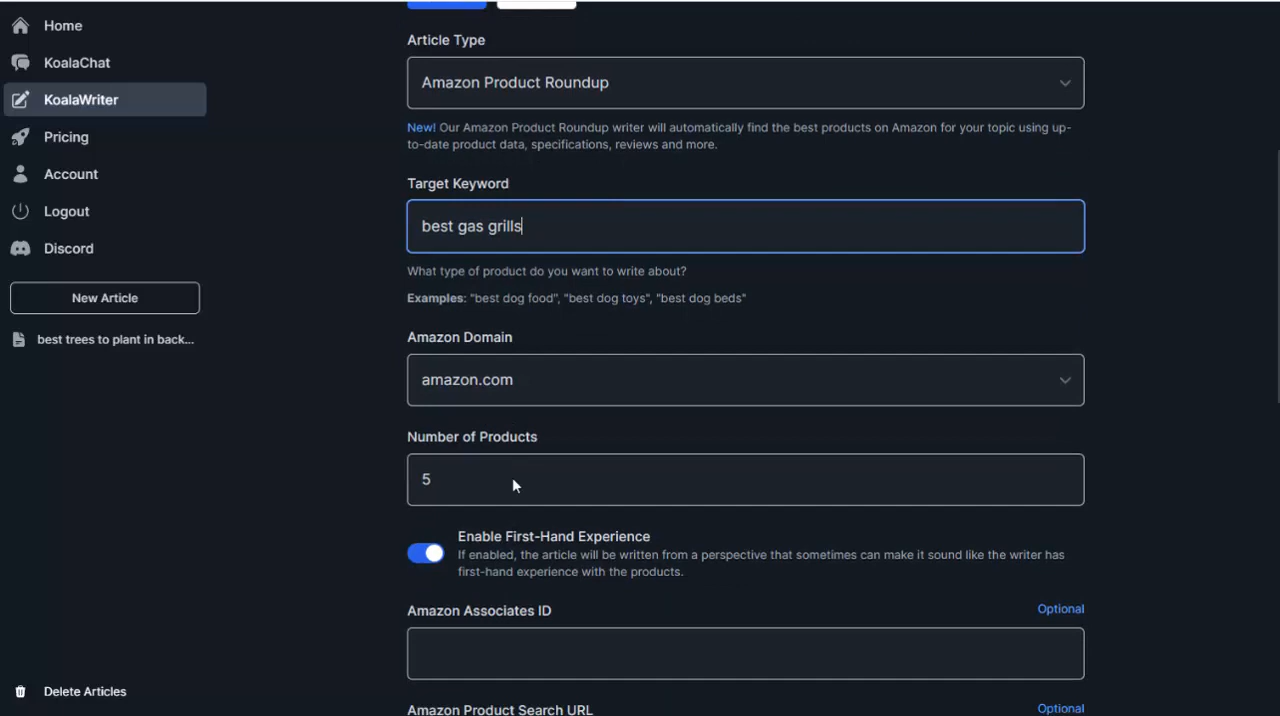 Home
KoalaChat
KoalaWriter
Pricing
Account
Logout
Discord
New Article
best trees to plant in back...
Delete Articles
Article Type
Amazon Product Roundup
New! Our Amazon Product Roundup writer will automatically find the best products on Amazon for your topic using up-
to-date product data, specifications, reviews and more.
Target Keyword
best gas grills
What type of product do you want to write about?
Examples: "best dog food", "best dog toys", "best dog beds"
Amazon Domain
amazon.com
Number of Products
5
Enable First-Hand Experience
If enabled, the article will be written from a perspective that sometimes can make it sound like the writer has
first-hand experience with the products.
Amazon Associates ID Optional
Amazon Product Search URL Optional